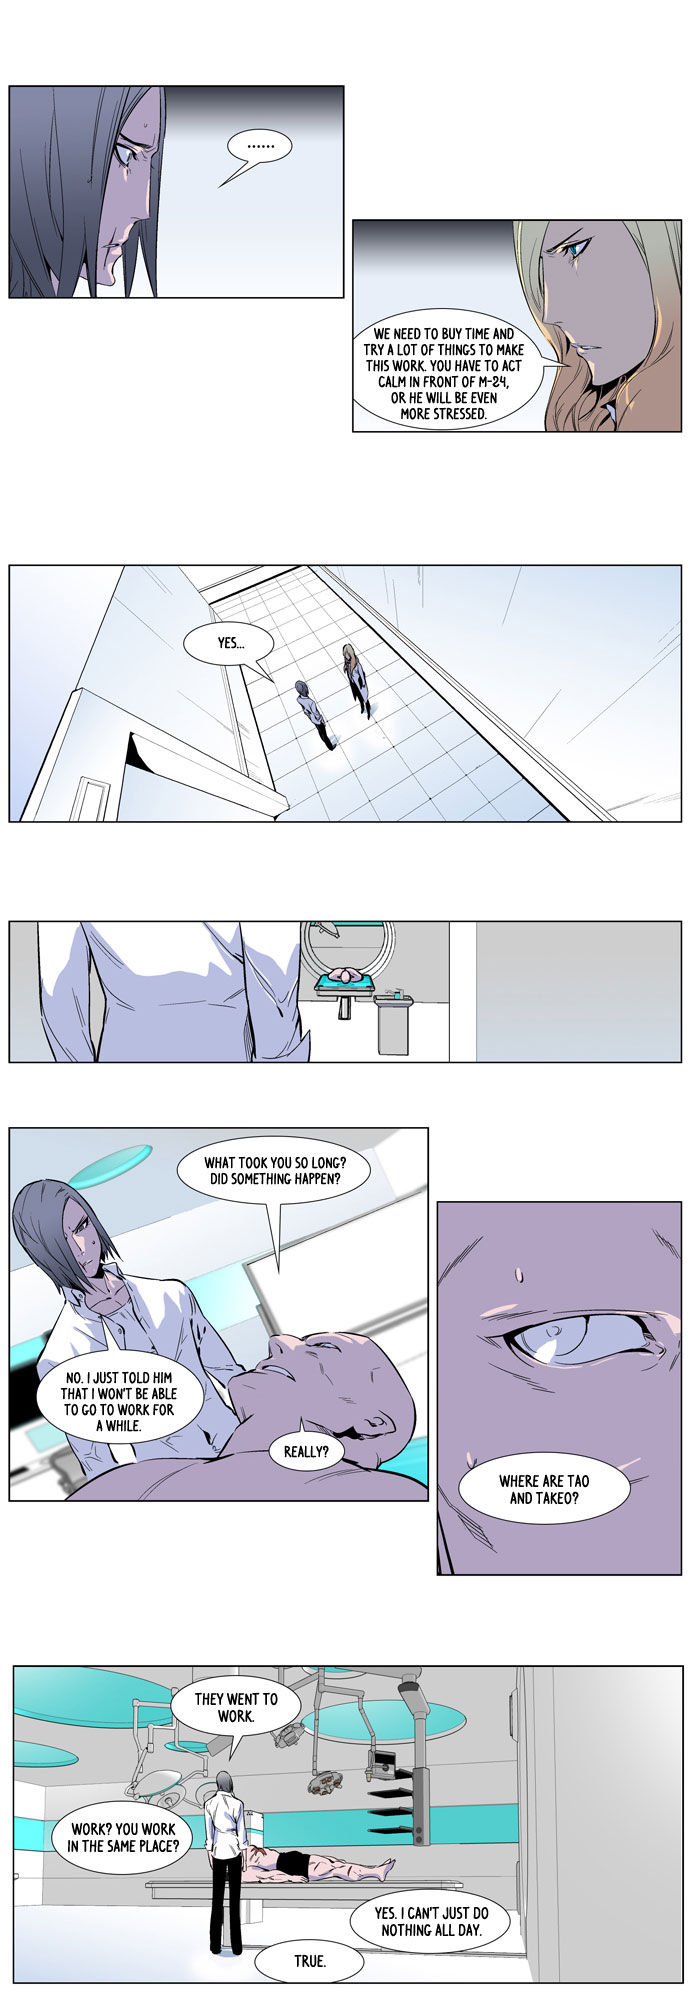 ......
WE NEED TO BUY TIME AND
TRY A LOT OF THINGS TO MAKE
THIS WORK. YOU HAVE TO ACT
CALM IN FRONT OF M-24,
OR HE WILL BE EVEN
MORE STRESSED.
YES...
WHAT TOOK YOU SO LONG?
DID SOMETHING HAPPEN?
NO. I JUST TOLD HIM
THAT I WON'T BE ABLE
TO GO TO WORK FOR
A WHILE.
REALLY?
WHERE ARE TAO
AND TAKEO?
THEY WENT TO
WORK.
WORK? YOU WORK
IN THE SAME PLACE?
YES. I CAN'T JUST DO
NOTHING ALL DAY.
TRUE.